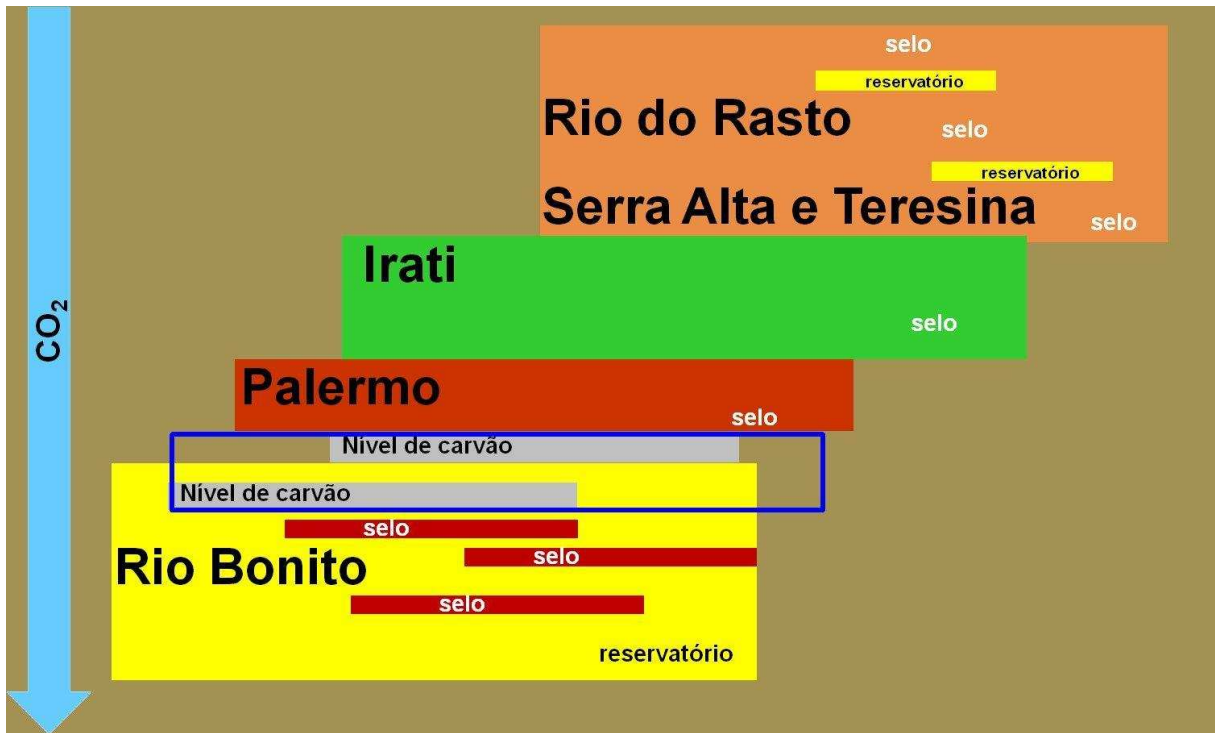 selo
reservatório
Rio do Rasto
selo
reservatório
Serra Alta e Teresina
selo
Irati
selo
CO₂
Palermo
selo
Nível de carvão
Nível de carvão
selo
selo
Rio Bonito
selo
reservatório